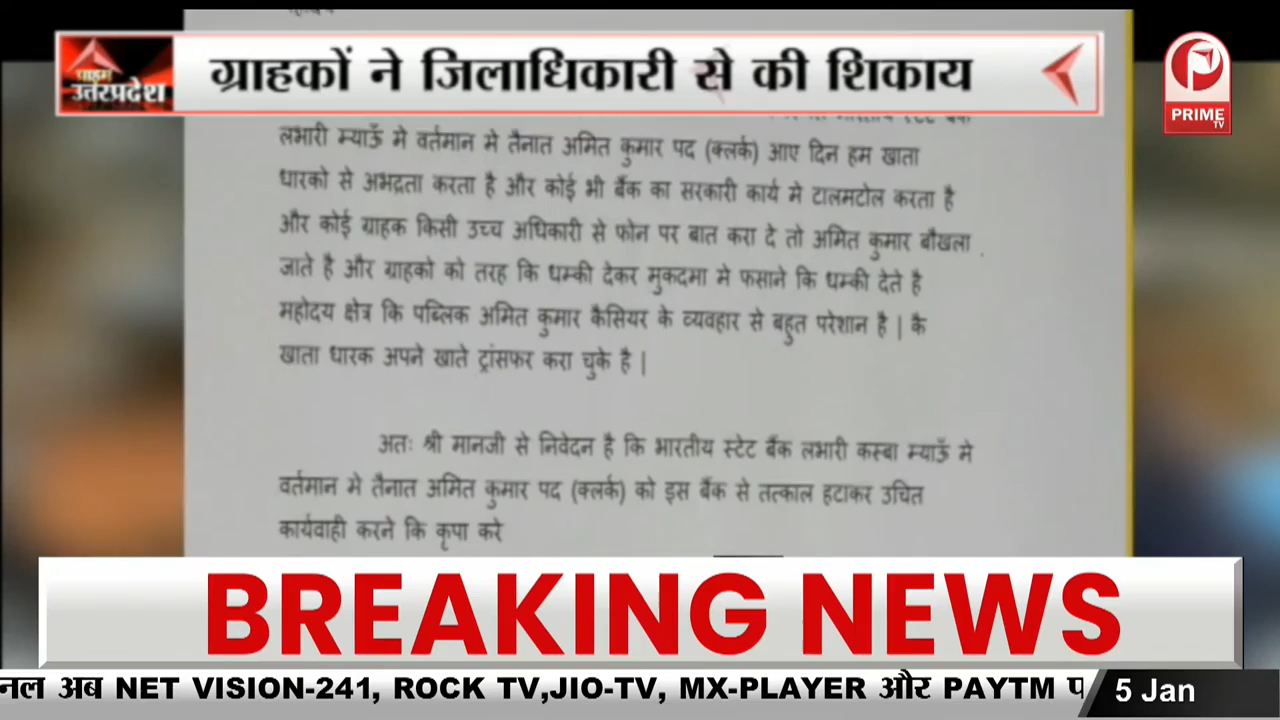 ग्राहकों ने जिलाधिकारी से की शिकाय
प्राइम
उत्तरप्रदेश
PRIME
TV
लभारी म्याऊँ मे वर्तमान मे तैनात अमित कुमार पद (क्लर्क) आए दिन हम खाता
धारको से अभद्रता करता है और कोई भी बैंक का सरकारी कार्य मे टालमटोल करता है
और कोई ग्राहक किसी उच्च अधिकारी से फोन पर बात करा दे तो अमित कुमार बौखला
जाते है और ग्राहको को तरह कि धम्की देकर मुकदमा मे फसाने कि धम्की देते है
महोदय क्षेत्र कि पब्लिक अमित कुमार कैसियर के व्यवहार से बहुत परेशान है | कै
खाता धारक अपने खाते ट्रांसफर करा चुके है |
अतः श्री मानजी से निवेदन है कि भारतीय स्टेट बैंक लभारी कस्बा म्याऊँ मे
वर्तमान मे तैनात अमित कुमार पद (क्लर्क) को इस बैंक से तत्काल हटाकर उचित
कार्यवाही करने कि कृपा करे
BREAKING NEWS
नल अब NET VISION-241, ROCK TV,JIO-TV, MX-PLAYER और PAYTM प
5 Jan